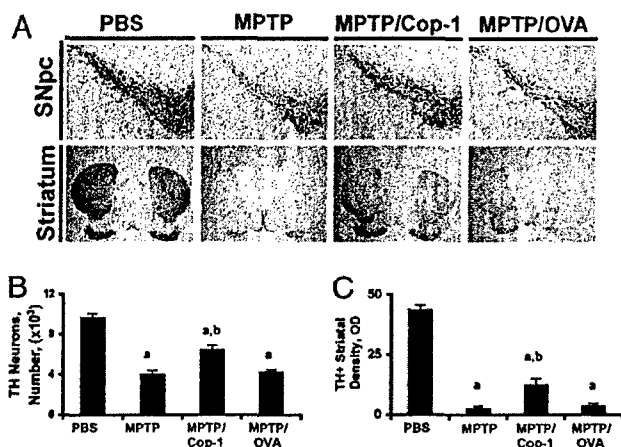 A
PBS MPTP MPTP/Cop-1 MPTP/OVA
SNpc
Striatum
B
TH Neurons,
Number, (x10³)
12
8
4
0
a
a,b
a
PBS MPTP MPTP/ MPTP/
Cop-1 OVA
C
TH+ Striatal
Density, OD
50
25
0
a
a,b
a
PBS MPTP MPTP/ MPTP/
Cop-1 OVA